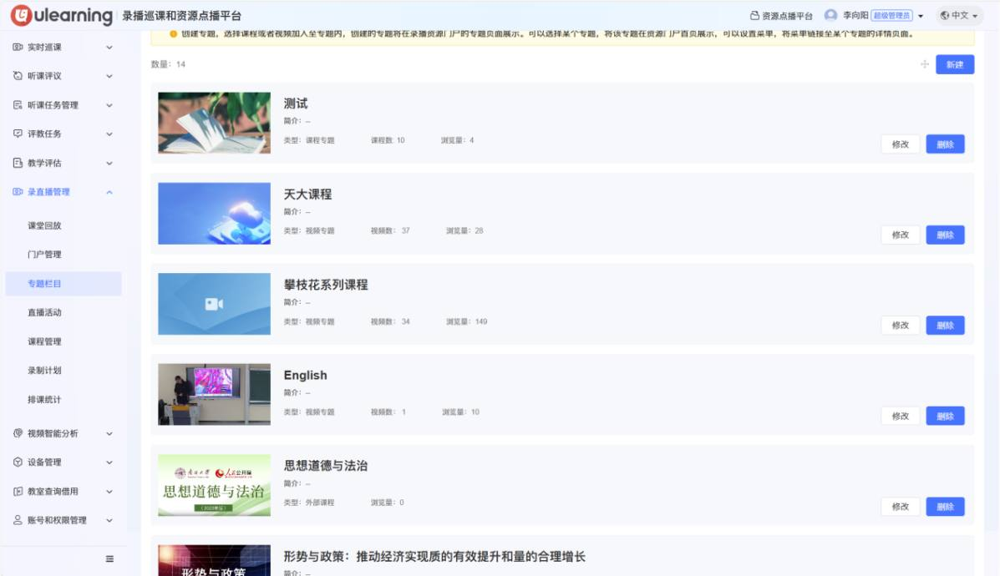 ulearning 录播巡课和资源点播平台
资源点播平台 李向阳 超级管理员 中文
创建专题，选择课程或者视频加入至专题内，创建的专题将在录播资源门户的专题页面展示。可以选择某个专题，将该专题在资源门户首页展示，可以设置菜单，将菜单链接至某个专题的详情页面。
实时巡课
听课评议
听课任务管理
评教任务
教学评估
录直播管理
课堂回放
门户管理
专题栏目
直播活动
课程管理
录制计划
排课统计
视频智能分析
设备管理
教室查询借用
账号和权限管理
数量：14
新建
测试
简介：--
类型：课程专题 课程数: 10 浏览量：4
修改 删除
天大课程
简介：--
类型：视频专题 视频数：37 浏览量：28
修改 删除
攀枝花系列课程
简介：--
类型：视频专题 视频数：34 浏览量：149
修改 删除
English
简介：--
类型：视频专题 视频数：1 浏览量：10
修改 删除
人民公开课
思想道德与法治
（2023年版）
思想道德与法治
简介：--
类型：外部课程 浏览量：0
修改 删除
形势与政策
形势与政策：推动经济实现质的有效提升和量的合理增长
简介：--